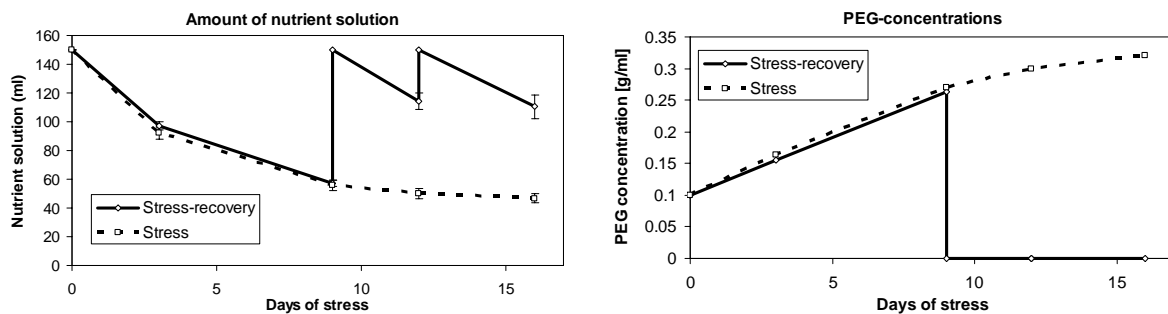 Amount of nutrient solution
160
140
120
100
80
60
40
20
0
Nutrient solution (ml)
Stress-recovery
Stress
0 5 10 15
Days of stress
PEG-concentrations
0.35
0.3
0.25
0.2
0.15
0.1
0.05
0
PEG concentration [g/ml]
Stress-recovery
Stress
0 5 10 15
Days of stress